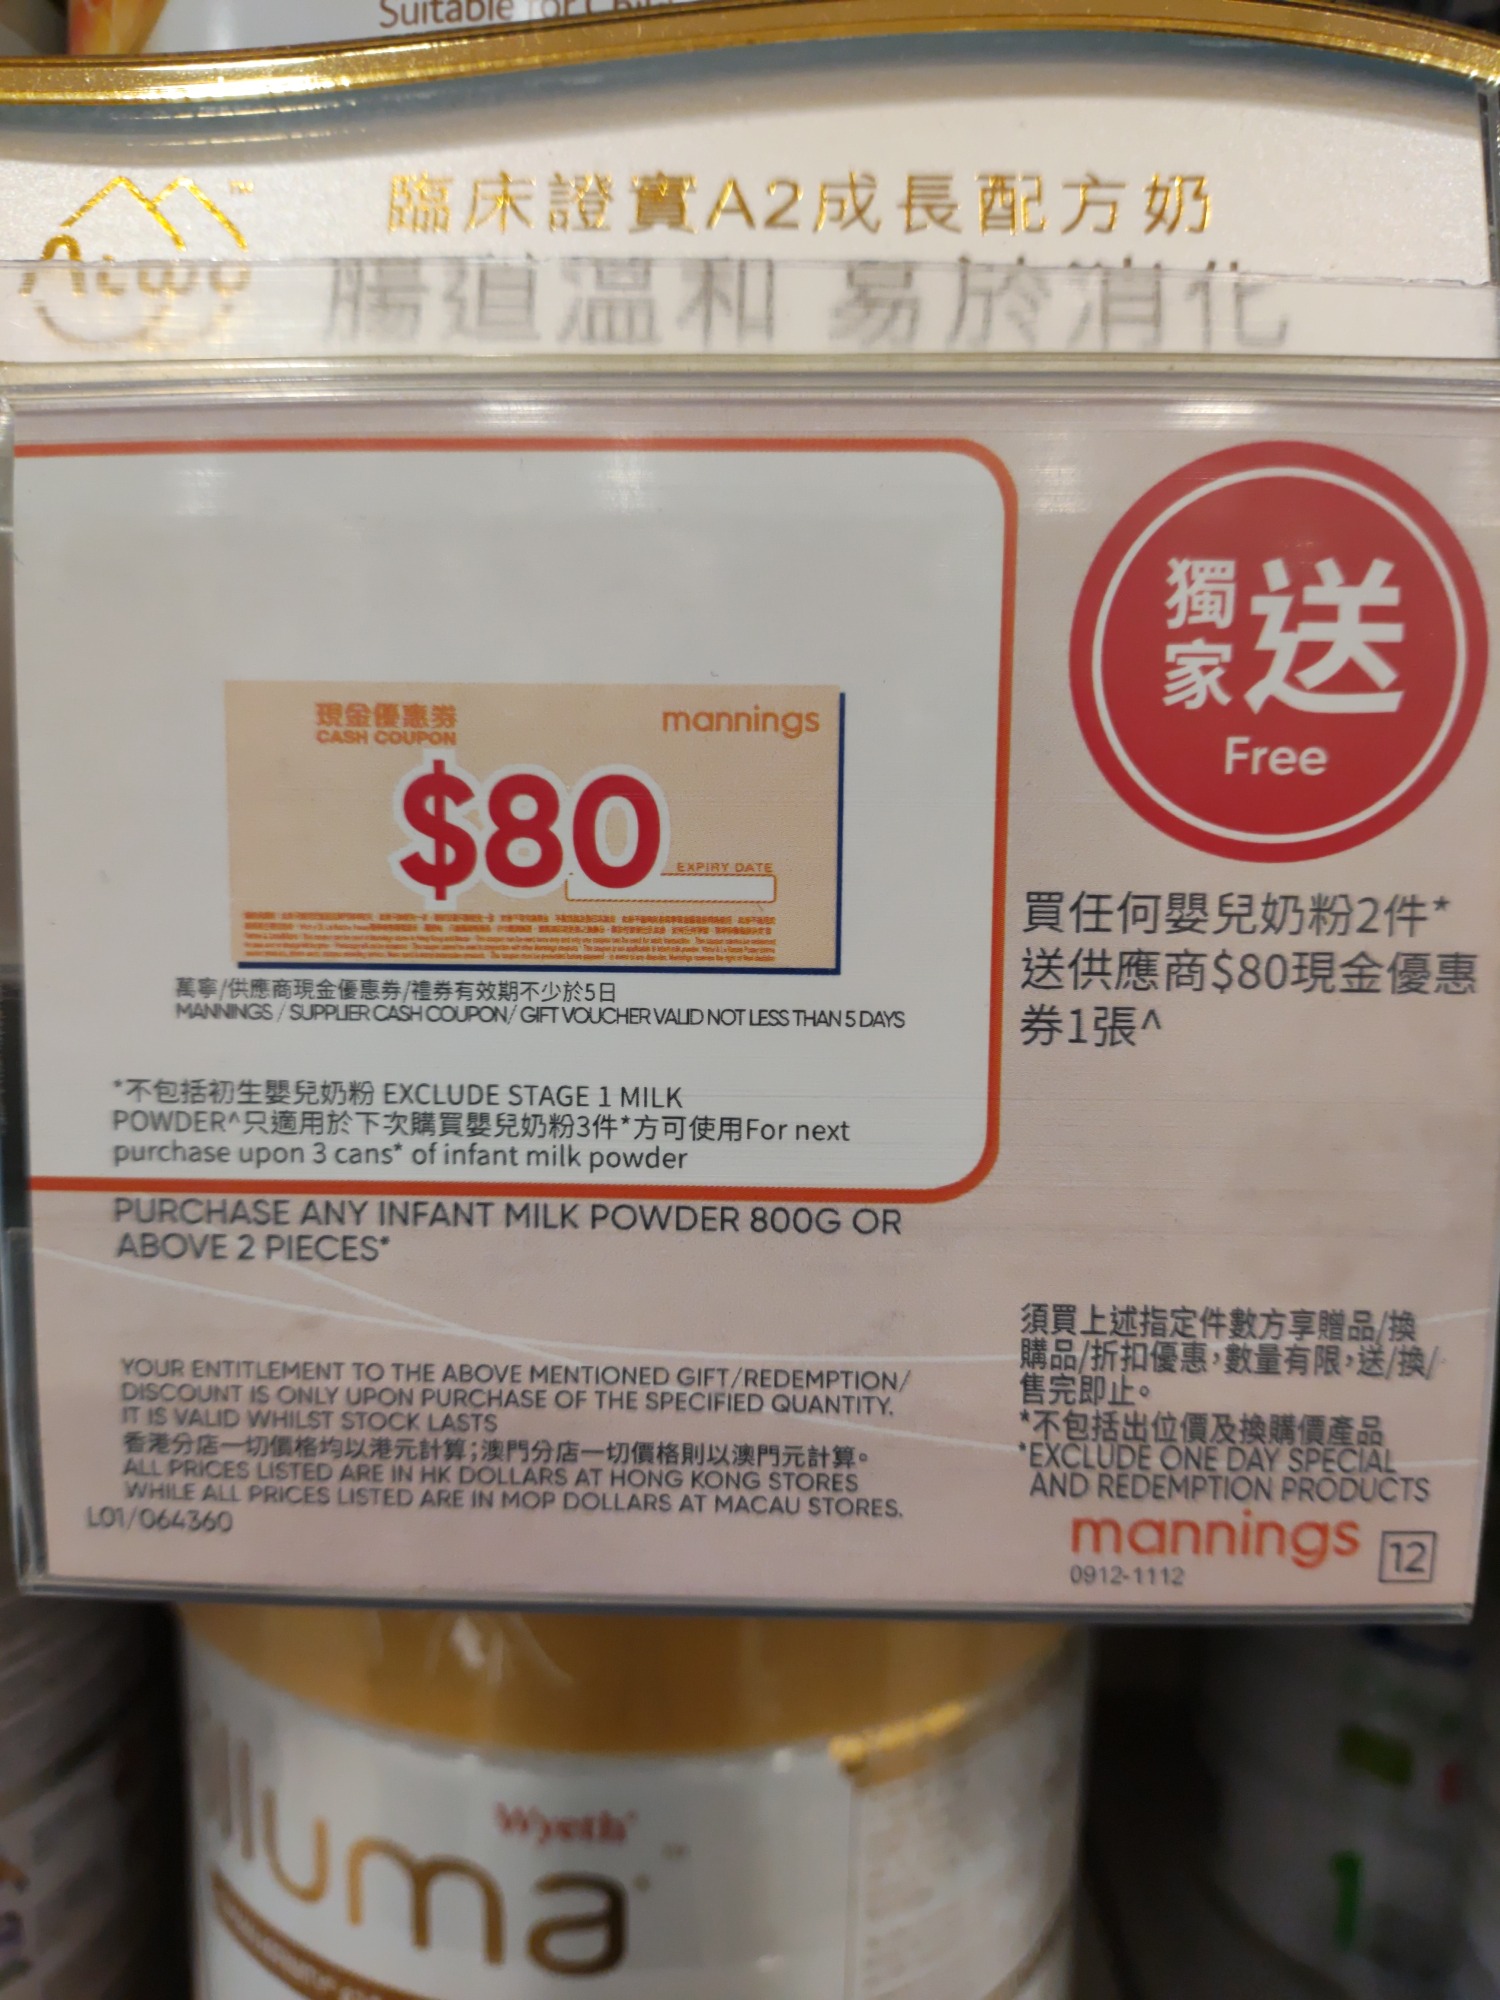 Suitable for
臨床證實A2成長配方奶
Atwo
腸道溫和 易於消化
獨家送
Free
現金優惠券
CASH COUPON
mannings
$80
EXPIRY DATE
萬寧/供應商現金優惠券/禮券有效期不少於5日
MANNINGS / SUPPLIER CASH COUPON/ GIFT VOUCHER VALID NOT LESS THAN 5 DAYS
*不包括初生嬰兒奶粉 EXCLUDE STAGE 1 MILK
POWDER^只適用於下次購買嬰兒奶粉3件*方可使用For next
purchase upon 3 cans* of infant milk powder
買任何嬰兒奶粉2件*
送供應商$80現金優惠
券1張^
PURCHASE ANY INFANT MILK POWDER 800G OR
ABOVE 2 PIECES*
YOUR ENTITLEMENT TO THE ABOVE MENTIONED GIFT/REDEMPTION/
DISCOUNT IS ONLY UPON PURCHASE OF THE SPECIFIED QUANTITY.
IT IS VALID WHILST STOCK LASTS
香港分店一切價格均以港元計算;澳門分店一切價格則以澳門元計算。
ALL PRICES LISTED ARE IN HK DOLLARS AT HONG KONG STORES
WHILE ALL PRICES LISTED ARE IN MOP DOLLARS AT MACAU STORES.
L01/064360
須買上述指定件數方享贈品/換
購品/折扣優惠,數量有限,送/換/
售完即止。
*不包括出位價及換購價產品
*EXCLUDE ONE DAY SPECIAL
AND REDEMPTION PRODUCTS
mannings
12
0912-1112
Wyeth
illuma
1